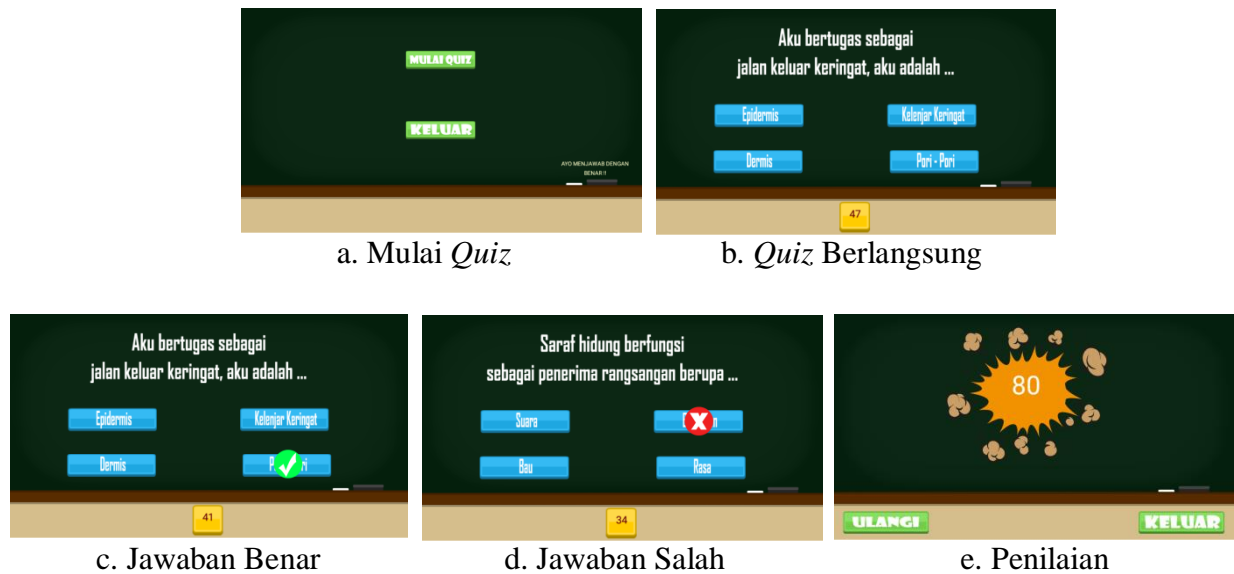 MULAI QUIZ
KELUAR
AYO MENJAWAB DENGAN
BENAR !!
a. Mulai Quiz
Aku bertugas sebagai
jalan keluar keringat, aku adalah ...
Epidermis
Kelenjar Keringat
Dermis
Pori - Pori
47
b. Quiz Berlangsung
Aku bertugas sebagai
jalan keluar keringat, aku adalah ...
Epidermis
Kelenjar Keringat
Dermis
41
c. Jawaban Benar
Saraf hidung berfungsi
sebagai penerima rangsangan berupa ...
Suara
Bau
Rasa
34
d. Jawaban Salah
80
ULANGI
KELUAR
e. Penilaian